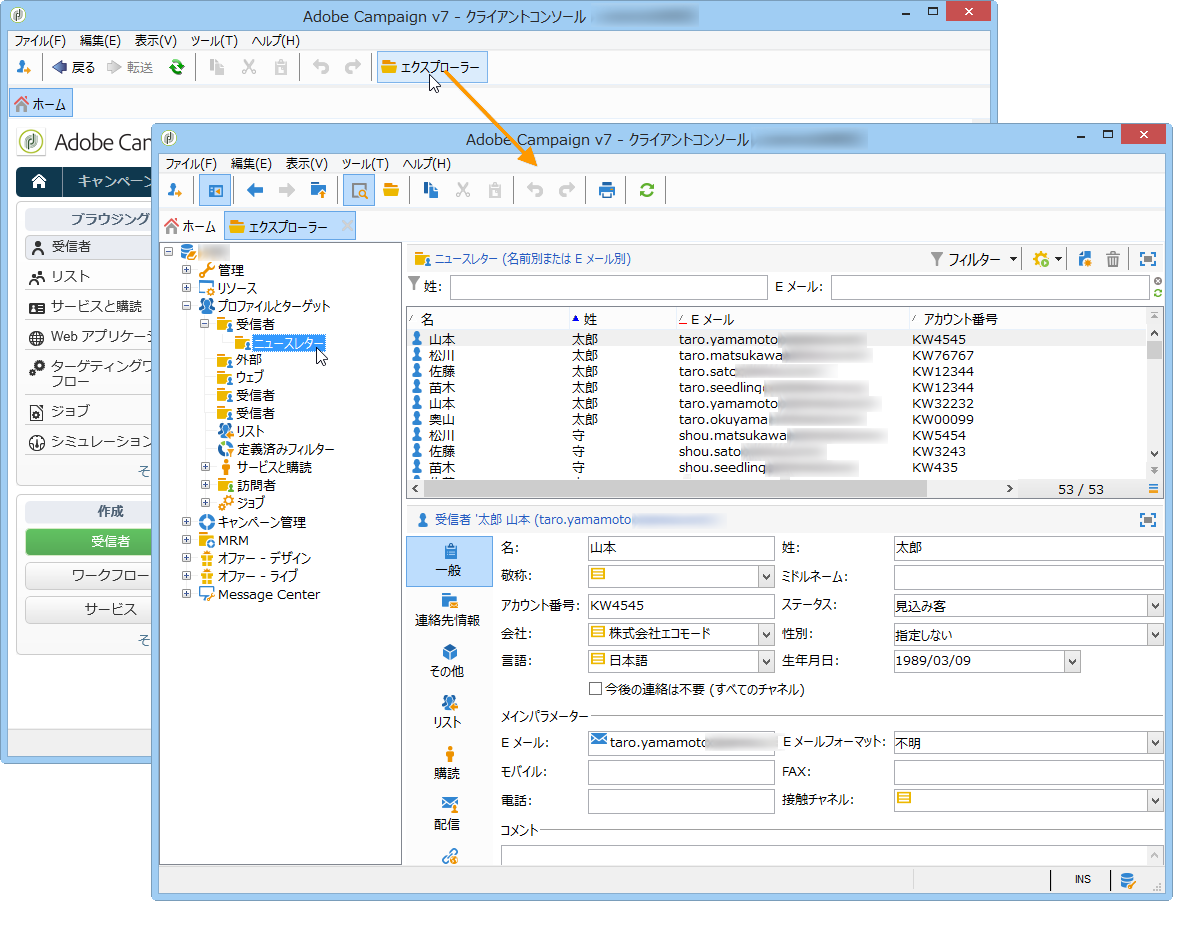 Adobe Campaign v7 - クライアントコンソール
ファイル(F) 編集(E) 表示(V) ツール(T) ヘルプ(H)
戻る 転送 エクスプローラー
ホーム
Adobe Cam
キャンペーン
ブラウジング
受信者
リスト
サービスと購読
Web アプリケーシ
ターゲティングワ
フロー
ジョブ
シミュレーション
そ
作成
受信者
ワークフロー
サービス
そ
Adobe Campaign v7 - クライアントコンソール
ファイル(F) 編集(E) 表示(V) ツール(T) ヘルプ(H)
ホーム エクスプローラー
管理
リソース
プロファイルとターゲット
受信者
ニュースレター
外部
ウェブ
受信者
受信者
リスト
定義済みフィルター
サービスと購読
訪問者
ジョブ
キャンペーン管理
MRM
オファー - デザイン
オファー - ライブ
Message Center
ニュースレター (名前別または E メール別) フィルター
姓: E メール:
名 姓 E メール アカウント番号
山本 太郎 taro.yamamoto KW4545
松川 太郎 taro.matsukawa KW76767
佐藤 太郎 taro.sato KW12344
苗木 太郎 taro.seedling KW12344
山本 太郎 taro.yamamoto KW32232
奥山 太郎 taro.okuyama KW00099
松川 守 shou.matsukawa KW5454
佐藤 守 shou.sato KW3243
苗木 守 shou.seedling KW435
53 / 53
受信者 '太郎 山本 (taro.yamamoto
一般
連絡先情報
その他
リスト
購読
配信
名: 山本 姓: 太郎
敬称: ミドルネーム:
アカウント番号: KW4545 ステータス: 見込み客
会社: 株式会社エコモード 性別: 指定しない
言語: 日本語 生年月日: 1989/03/09
今後の連絡は不要 (すべてのチャネル)
メインパラメーター
E メール: taro.yamamoto E メールフォーマット: 不明
モバイル: FAX:
電話: 接触チャネル:
コメント
INS